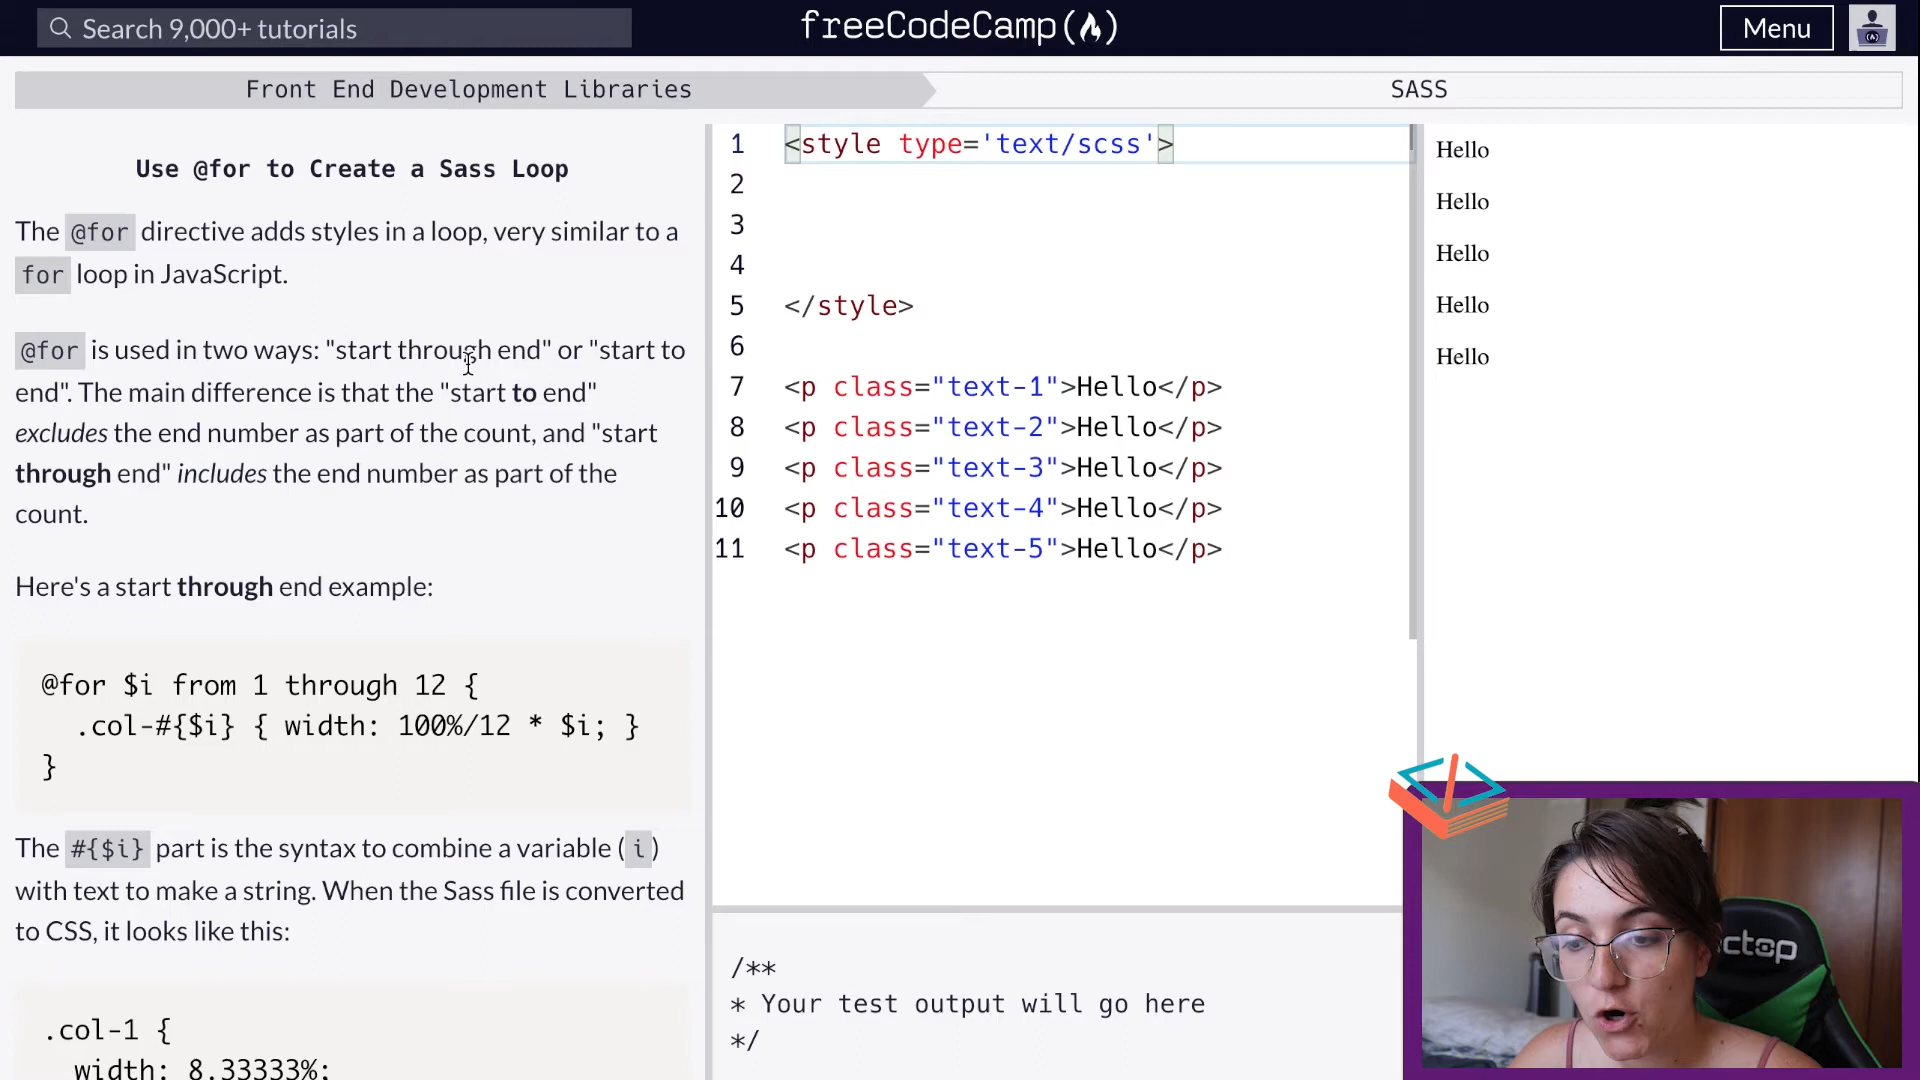 Search 9,000+ tutorials
freeCodeCamp
Menu
Front End Development Libraries
SASS
Use @for to Create a Sass Loop
The @for directive adds styles in a loop, very similar to a
for loop in JavaScript.
@for is used in two ways: "start through end" or "start to
end". The main difference is that the "start to end"
excludes the end number as part of the count, and "start
through end" includes the end number as part of the
count.
Here's a start through end example:
@for $i from 1 through 12 {
.col-#{$i} { width: 100%/12 * $i; }
}
The #{$i} part is the syntax to combine a variable ( i )
with text to make a string. When the Sass file is converted
to CSS, it looks like this:
.col-1 {
width: 8.33333%;
1 <style type='text/scss'>
2
3
4
5 </style>
6
7 <p class="text-1">Hello</p>
8 <p class="text-2">Hello</p>
9 <p class="text-3">Hello</p>
10 <p class="text-4">Hello</p>
11 <p class="text-5">Hello</p>
/**
* Your test output will go here
*/
Hello
Hello
Hello
Hello
Hello